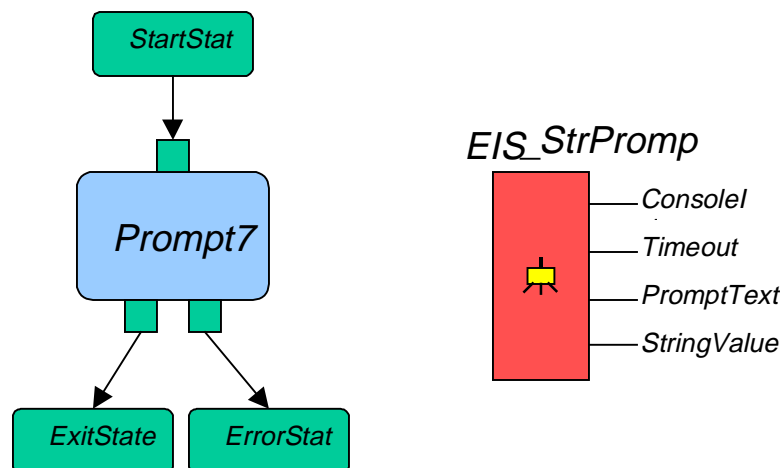 StartStat
EIS_StrPromp
ConsoleI
Prompt7
Timeout
PromptText
StringValue
ExitState
ErrorStat